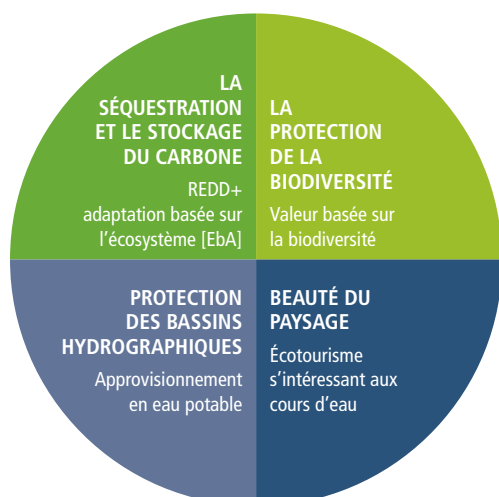 LA
SÉQUESTRATION
ET LE STOCKAGE
DU CARBONE
REDD+
adaptation basée sur
l'écosystème [EbA]
LA
PROTECTION
DE LA
BIODIVERSITÉ
Valeur basée sur
la biodiversité
PROTECTION
DES BASSINS
HYDROGRAPHIQUES
Approvisionnement
en eau potable
BEAUTÉ DU
PAYSAGE
Écotourisme
s'intéressant aux
cours d'eau